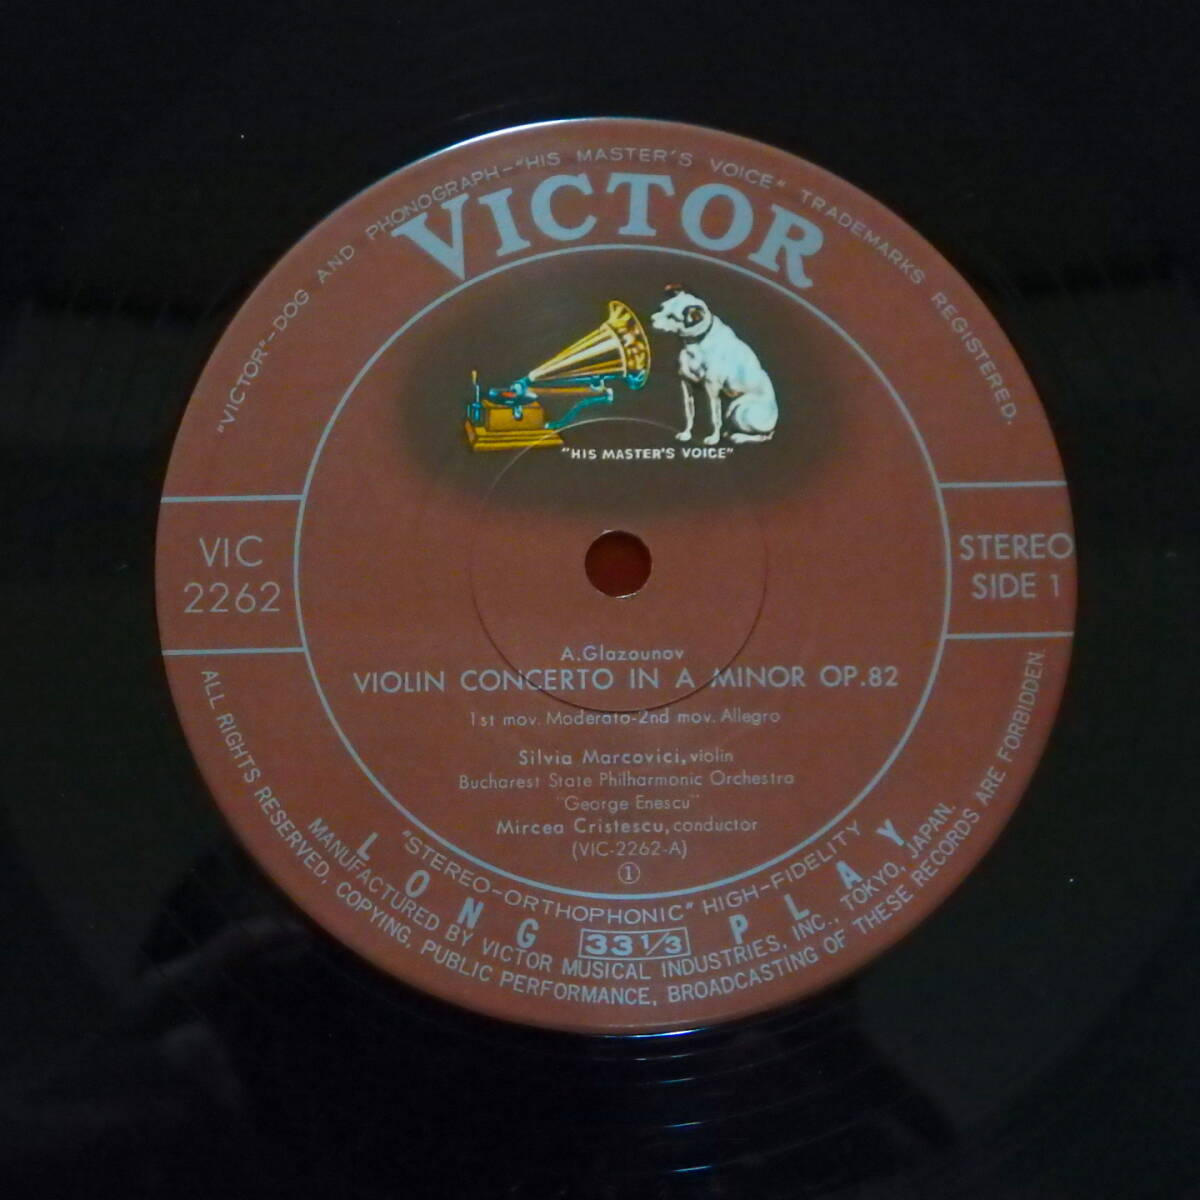 "VICTOR"-DOG AND PHONOGRAPH-"HIS MASTER'S VOICE" TRADEMARKS REGISTERED.
VICTOR
"HIS MASTER'S VOICE"
VIC
2262
STEREO
SIDE 1
A.Glazounov
VIOLIN CONCERTO IN A MINOR OP.82
1st mov. Moderato-2nd mov. Allegro
Silvia Marcovici, violin
Bucharest State Philharmonic Orchestra
"George Enescu"
Mircea Cristescu, conductor
(VIC-2262-A)
①
"STEREO-ORTHOPHONIC" HIGH-FIDELITY
LONG 33 1/3 PLAY
MANUFACTURED BY VICTOR MUSICAL INDUSTRIES, INC., TOKYO, JAPAN.
ALL RIGHTS RESERVED, COPYING, PUBLIC PERFORMANCE, BROADCASTING OF THESE RECORDS ARE FORBIDDEN.